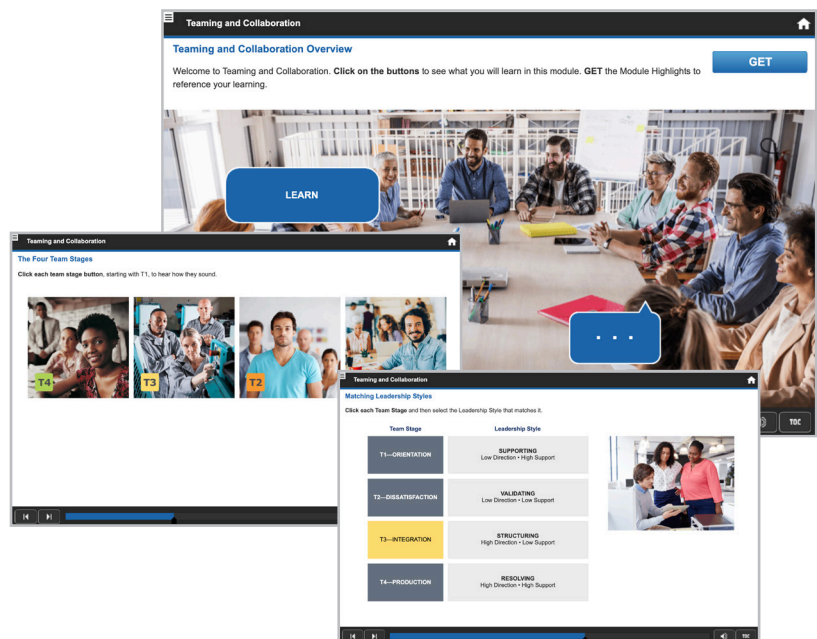 Teaming and Collaboration
Teaming and Collaboration Overview
Welcome to Teaming and Collaboration. Click on the buttons to see what you will learn in this module. GET the Module Highlights to
reference your learning.
GET
LEARN
. . .
TOC
Teaming and Collaboration
The Four Team Stages
Click each team stage button, starting with T1, to hear how they sound.
T4
T3
T2
Teaming and Collaboration
Matching Leadership Styles
Click each Team Stage and then select the Leadership Style that matches it.
Team Stage
Leadership Style
T1—ORIENTATION
SUPPORTING
Low Direction • High Support
T2—DISSATISFACTION
VALIDATING
Low Direction • Low Support
T3—INTEGRATION
STRUCTURING
High Direction • Low Support
T4—PRODUCTION
RESOLVING
High Direction • High Support
TOC